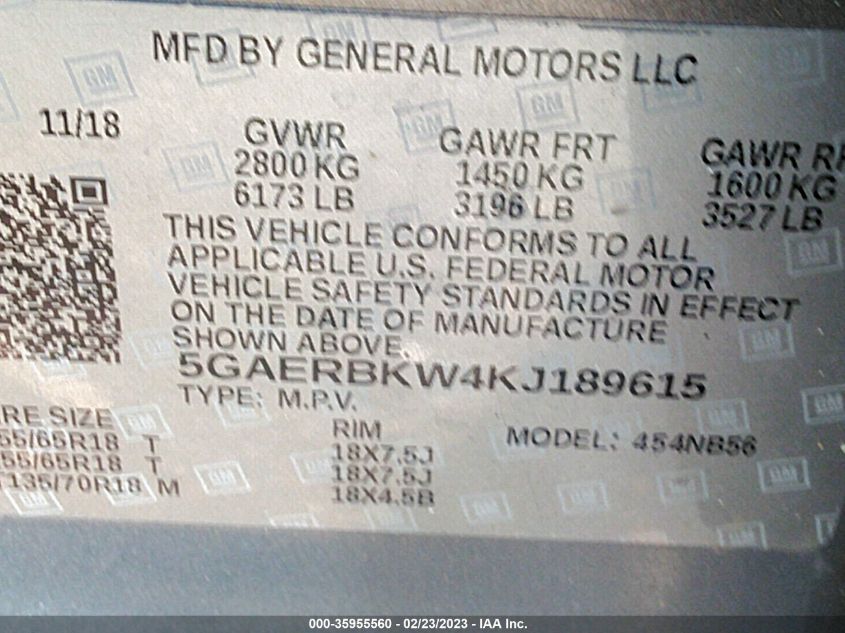 MFD BY GENERAL MOTORS LLC
11/18
GVWR
2800 KG
6173 LB
GAWR FRT
1450 KG
3196 LB
GAWR
1600 KG
3527 LB
THIS VEHICLE CONFORMS TO ALL
APPLICABLE U.S. FEDERAL MOTOR
VEHICLE SAFETY STANDARDS IN EFFECT
ON THE DATE OF MANUFACTURE
SHOWN ABOVE.
5GAERBKW4KJ189615
TYPE: M.P.V.
MODEL: 454NB56
RE SIZE
55/65R18 T
55/65R18 T
135/70R18 M
RIM
18X7.5J
18X7.5J
18X4.5B
GM
000-35955560 - 02/23/2023 - IAA Inc.